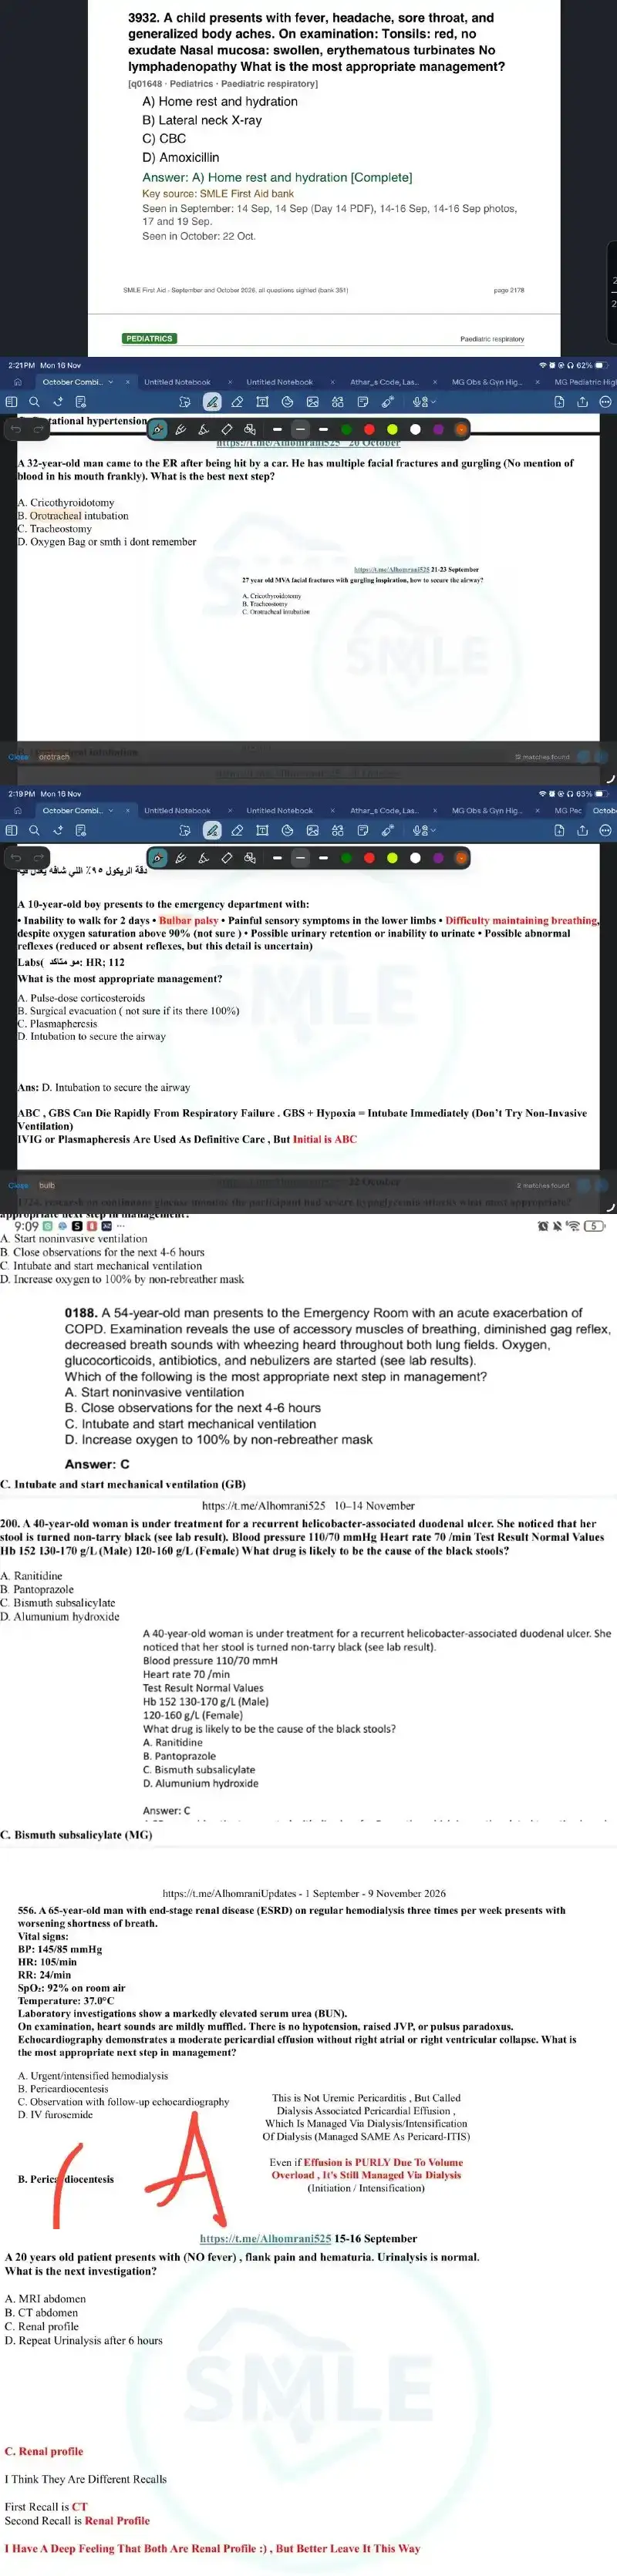 3932. A child presents with fever, headache, sore throat, and
generalized body aches. On examination: Tonsils: red, no
exudate Nasal mucosa: swollen, erythematous turbinates No
lymphadenopathy What is the most appropriate management?
[q01648 · Pediatrics · Paediatric respiratory]
A) Home rest and hydration
B) Lateral neck X-ray
C) CBC
D) Amoxicillin
Answer: A) Home rest and hydration [Complete]
Key source: SMLE First Aid bank
Seen in September: 14 Sep, 14 Sep (Day 14 PDF), 14-16 Sep, 14-16 Sep photos,
17 and 19 Sep.
Seen in October: 22 Oct.
SMLE First Aid - September and October 2026, all questions sighted (bank 351)
page 2178
PEDIATRICS
Paediatric respiratory
2:21 PM Mon 16 Nov
62%
October Combi...
Untitled Notebook
Untitled Notebook
Athar_s Code, Las...
MG Obs & Gyn Hig...
MG Pediatric Hig
tational hypertension
https://t.me/Alhomrani525 20 October
A 32-year-old man came to the ER after being hit by a car. He has multiple facial fractures and gurgling (No mention of
blood in his mouth frankly). What is the best next step?
A. Cricothyroidotomy
B. Orotracheal intubation
C. Tracheostomy
D. Oxygen Bag or smth i dont remember
https://t.me/Alhomrani525 21-23 September
27 year old MVA facial fractures with gurgling inspiration, how to secure the airway?
A. Cricothyroidotomy
B. Tracheostomy
C. Orotracheal intubation
SMLE
Close
orotrach
matches found
2:19 PM Mon 16 Nov
63%
October Combi...
Untitled Notebook
Untitled Notebook
Athar_s Code, Las...
MG Obs & Gyn Hig...
MG Pec
Octob
دقة الريكول ٩٥٪ اللي شافه يعدل فيه
A 10-year-old boy presents to the emergency department with:
• Inability to walk for 2 days • Bulbar palsy • Painful sensory symptoms in the lower limbs • Difficulty maintaining breathing,
despite oxygen saturation above 90% (not sure ) • Possible urinary retention or inability to urinate • Possible abnormal
reflexes (reduced or absent reflexes, but this detail is uncertain)
Labs( مو متاكد: HR; 112
What is the most appropriate management?
A. Pulse-dose corticosteroids
B. Surgical evacuation ( not sure if its there 100%)
C. Plasmapheresis
D. Intubation to secure the airway
SMLE
Ans: D. Intubation to secure the airway
ABC , GBS Can Die Rapidly From Respiratory Failure . GBS + Hypoxia = Intubate Immediately (Don't Try Non-Invasive
Ventilation)
IVIG or Plasmapheresis Are Used As Definitive Care , But Initial is ABC
22 October
Close
bulb
2 matches found
appropriate next step in management?
9:09
5
A. Start noninvasive ventilation
B. Close observations for the next 4-6 hours
C. Intubate and start mechanical ventilation
D. Increase oxygen to 100% by non-rebreather mask
0188. A 54-year-old man presents to the Emergency Room with an acute exacerbation of
COPD. Examination reveals the use of accessory muscles of breathing, diminished gag reflex,
decreased breath sounds with wheezing heard throughout both lung fields. Oxygen,
glucocorticoids, antibiotics, and nebulizers are started (see lab results).
Which of the following is the most appropriate next step in management?
A. Start noninvasive ventilation
B. Close observations for the next 4-6 hours
C. Intubate and start mechanical ventilation
D. Increase oxygen to 100% by non-rebreather mask
Answer: C
C. Intubate and start mechanical ventilation (GB)
https://t.me/Alhomrani525 10–14 November
200. A 40-year-old woman is under treatment for a recurrent helicobacter-associated duodenal ulcer. She noticed that her
stool is turned non-tarry black (see lab result). Blood pressure 110/70 mmHg Heart rate 70 /min Test Result Normal Values
Hb 152 130-170 g/L (Male) 120-160 g/L (Female) What drug is likely to be the cause of the black stools?
A. Ranitidine
B. Pantoprazole
C. Bismuth subsalicylate
D. Alumunium hydroxide
A 40-year-old woman is under treatment for a recurrent helicobacter-associated duodenal ulcer. She
noticed that her stool is turned non-tarry black (see lab result).
Blood pressure 110/70 mmH
Heart rate 70 /min
Test Result Normal Values
Hb 152 130-170 g/L (Male)
120-160 g/L (Female)
What drug is likely to be the cause of the black stools?
A. Ranitidine
B. Pantoprazole
C. Bismuth subsalicylate
D. Alumunium hydroxide
Answer: C
C. Bismuth subsalicylate (MG)
https://t.me/AlhomraniUpdates - 1 September - 9 November 2026
556. A 65-year-old man with end-stage renal disease (ESRD) on regular hemodialysis three times per week presents with
worsening shortness of breath.
Vital signs:
BP: 145/85 mmHg
HR: 105/min
RR: 24/min
SpO₂: 92% on room air
Temperature: 37.0°C
Laboratory investigations show a markedly elevated serum urea (BUN).
On examination, heart sounds are mildly muffled. There is no hypotension, raised JVP, or pulsus paradoxus.
Echocardiography demonstrates a moderate pericardial effusion without right atrial or right ventricular collapse. What is
the most appropriate next step in management?
A. Urgent/intensified hemodialysis
B. Pericardiocentesis
C. Observation with follow-up echocardiography
D. IV furosemide
This is Not Uremic Pericarditis , But Called
Dialysis Associated Pericardial Effusion ,
Which Is Managed Via Dialysis/Intensification
Of Dialysis (Managed SAME As Pericard-ITIS)
Even if Effusion is PURLY Due To Volume
Overload , It's Still Managed Via Dialysis
(Initiation / Intensification)
A
B. Pericardiocentesis
https://t.me/Alhomrani525 15-16 September
A 20 years old patient presents with (NO fever) , flank pain and hematuria. Urinalysis is normal.
What is the next investigation?
A. MRI abdomen
B. CT abdomen
C. Renal profile
D. Repeat Urinalysis after 6 hours
SMLE
C. Renal profile
I Think They Are Different Recalls
First Recall is CT
Second Recall is Renal Profile
I Have A Deep Feeling That Both Are Renal Profile :) , But Better Leave It This Way